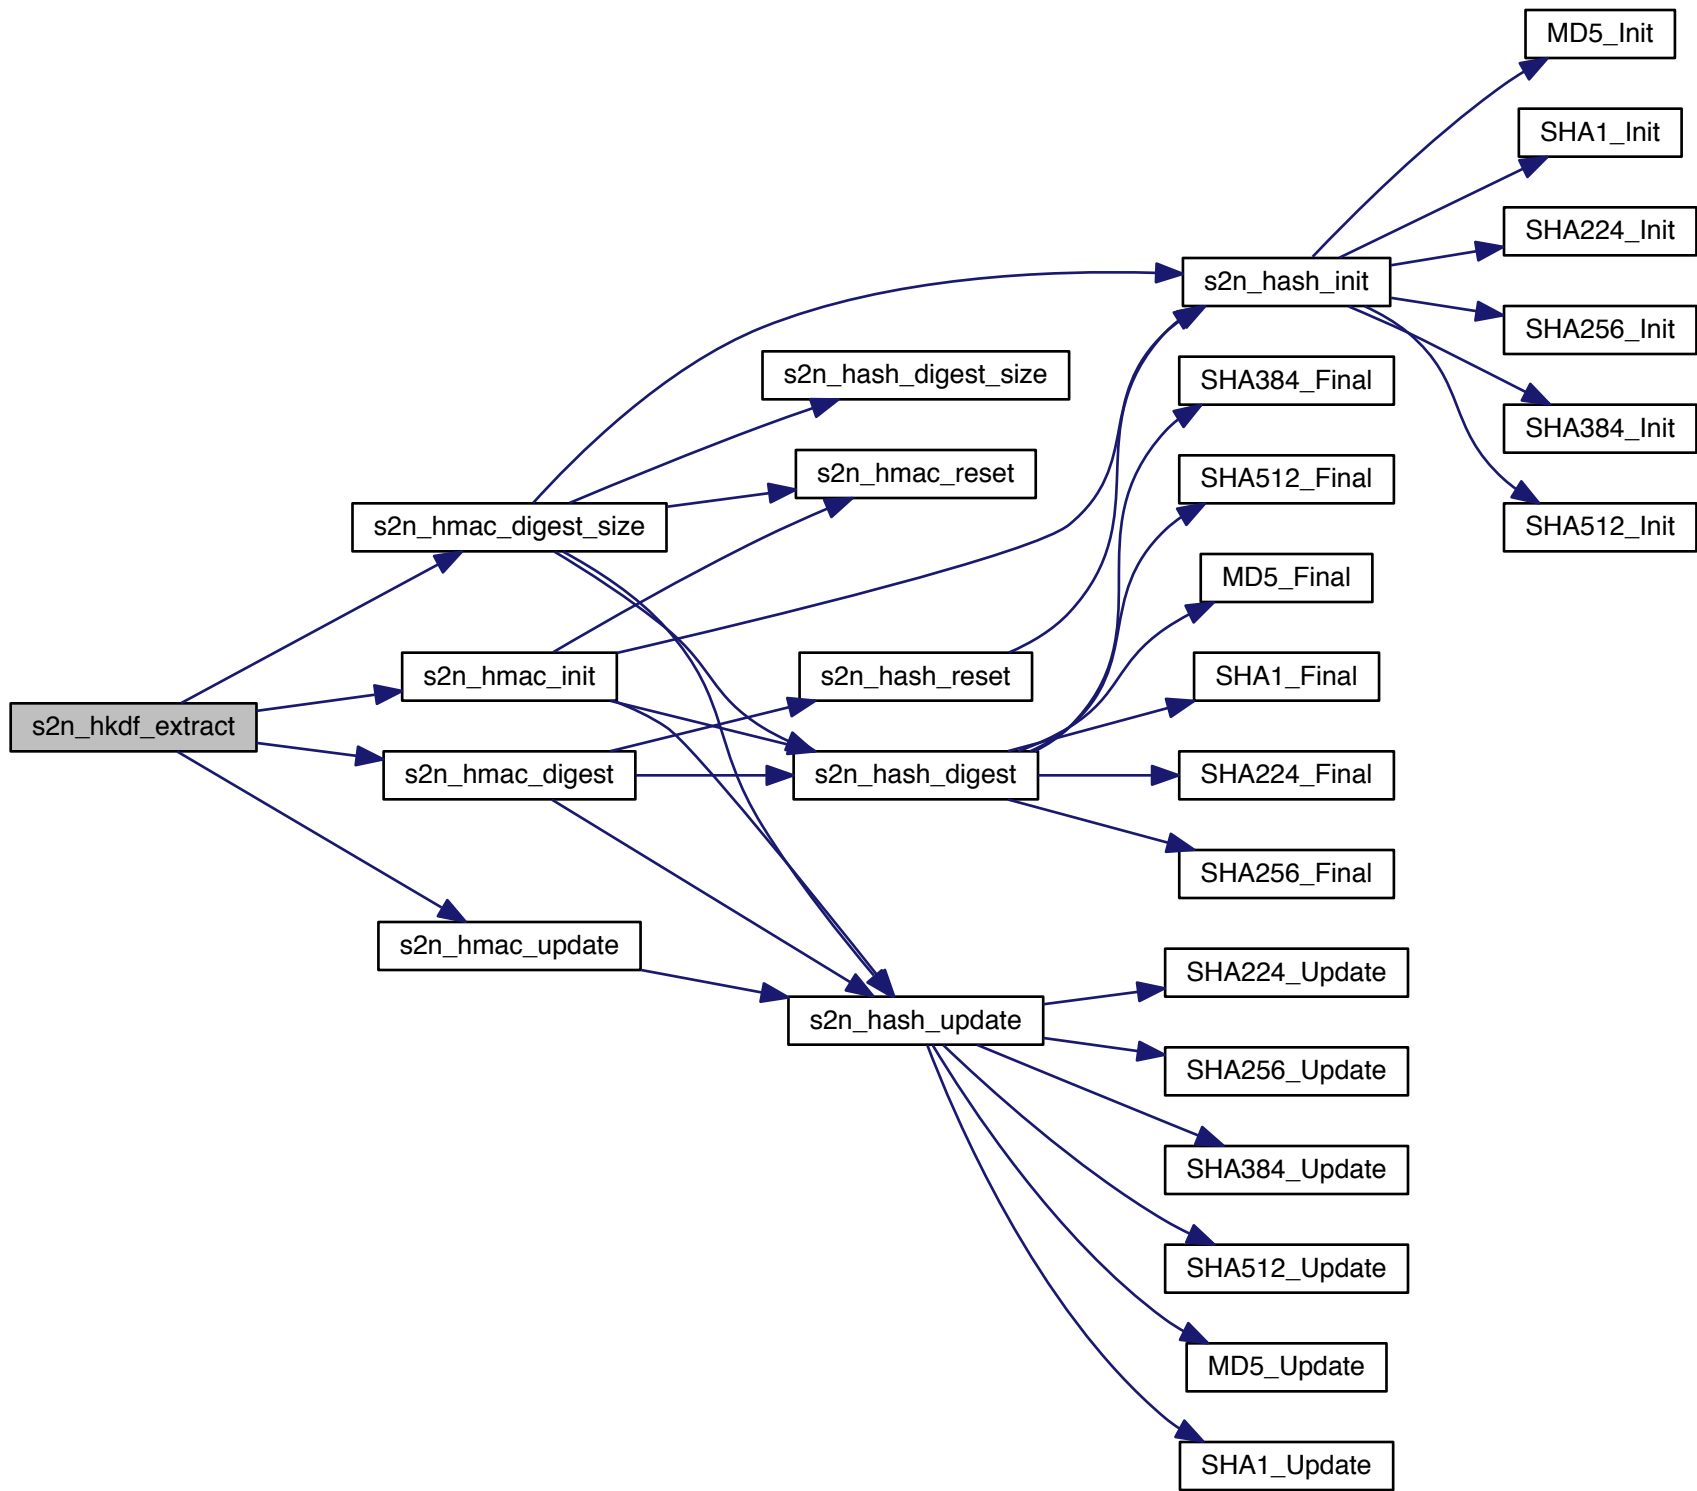 MD5_Init
SHA1_Init
SHA224_Init
s2n_hash_init
SHA256_Init
s2n_hash_digest_size
SHA384_Final
SHA384_Init
s2n_hmac_reset
SHA512_Final
s2n_hmac_digest_size
SHA512_Init
MD5_Final
s2n_hmac_init
s2n_hash_reset
SHA1_Final
s2n_hkdf_extract
s2n_hmac_digest
s2n_hash_digest
SHA224_Final
SHA256_Final
s2n_hmac_update
SHA224_Update
s2n_hash_update
SHA256_Update
SHA384_Update
SHA512_Update
MD5_Update
SHA1_Update